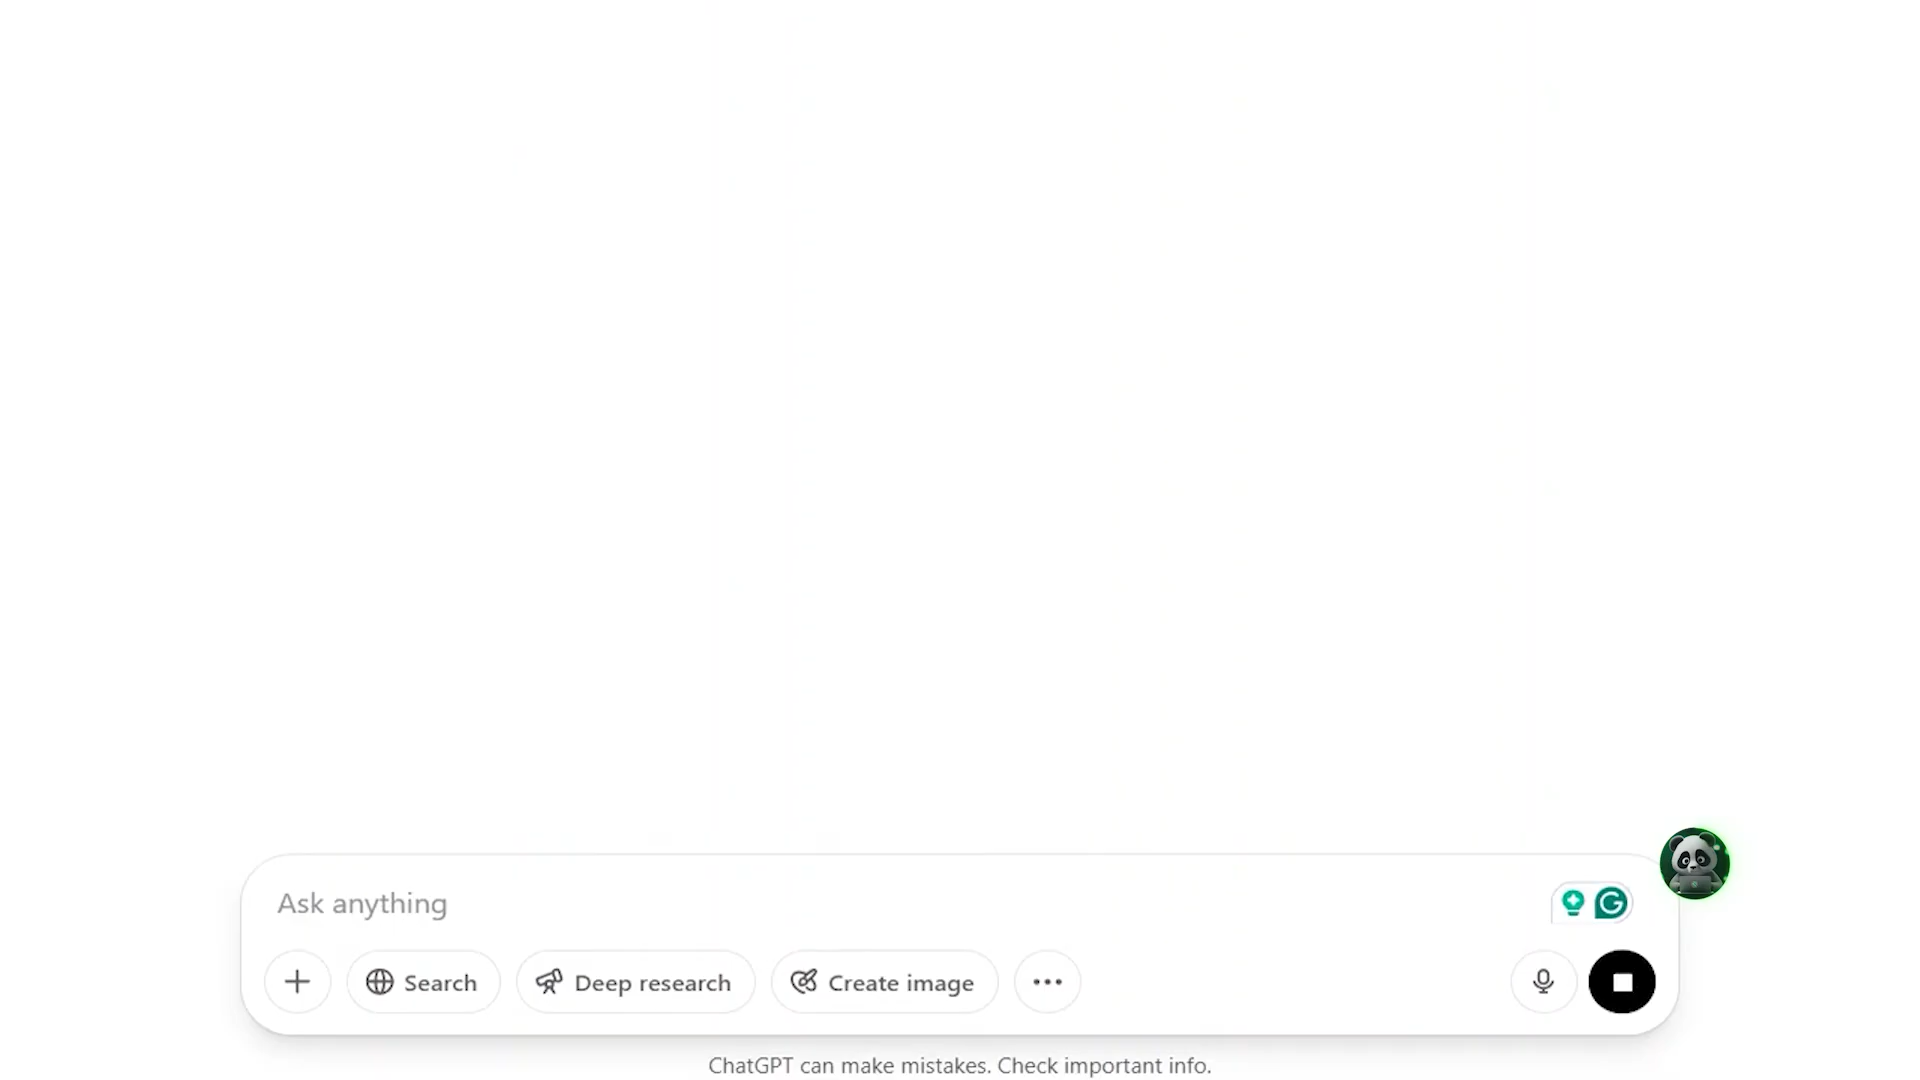 Ask anything
Search
Deep research
Create image
ChatGPT can make mistakes. Check important info.